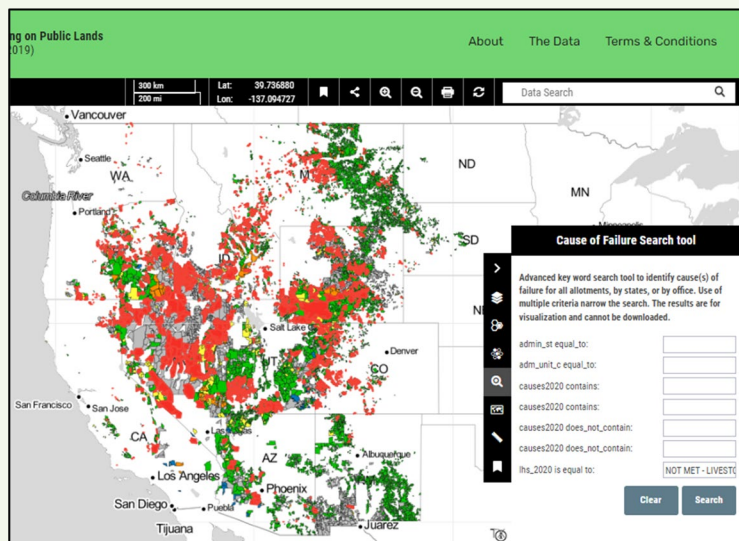 ng on Public Lands
2019)
About The Data Terms & Conditions
300 km
200 mi
Lat: 39.736880
Lon: -137.094727
Data Search
Vancouver
Seattle
WA
Columbia River
Portland
ND
MN
SD
ID
Salt Lake
UT
Denver
CO
San Francisco
San Jose
CA
Las
AZ
Albuquerque
Los Angeles
Phoenix
San Diego
Puebla
Tijuana
Juarez
Cause of Failure Search tool
Advanced key word search tool to identify cause(s) of
failure for all allotments, by states, or by office. Use of
multiple criteria narrow the search. The results are for
visualization and cannot be downloaded.
admin_st equal_to:
adm_unit_c equal_to:
causes2020 contains:
causes2020 contains:
causes2020 does_not_contain:
causes2020 does_not_contain:
lhs_2020 is equal to: NOT MET - LIVESTO
Clear Search